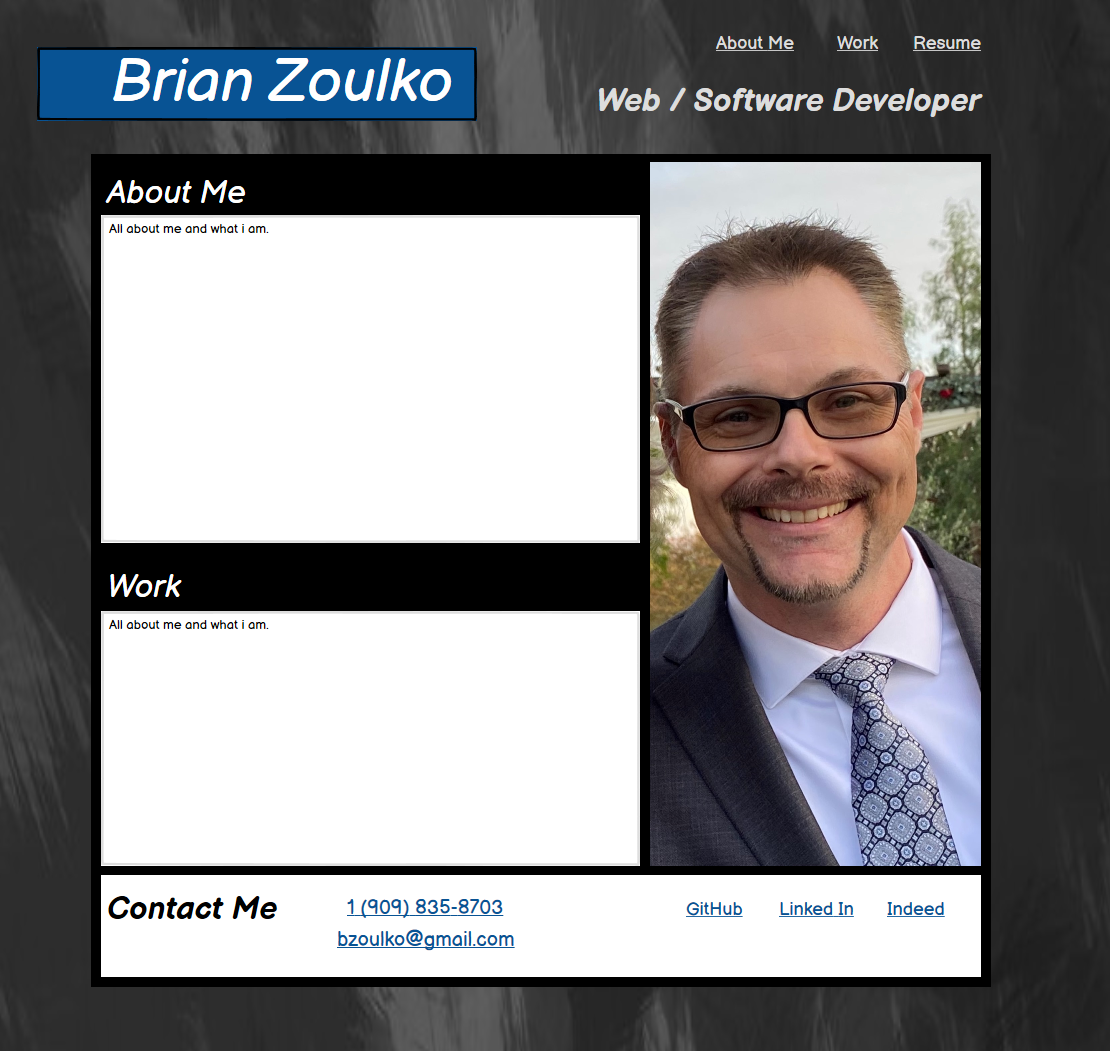 About Me Work Resume
Brian Zoulko
Web / Software Developer
About Me
All about me and what i am.
Work
All about me and what i am.
Contact Me
1 (909) 835-8703
bzoulko@gmail.com
GitHub Linked In Indeed